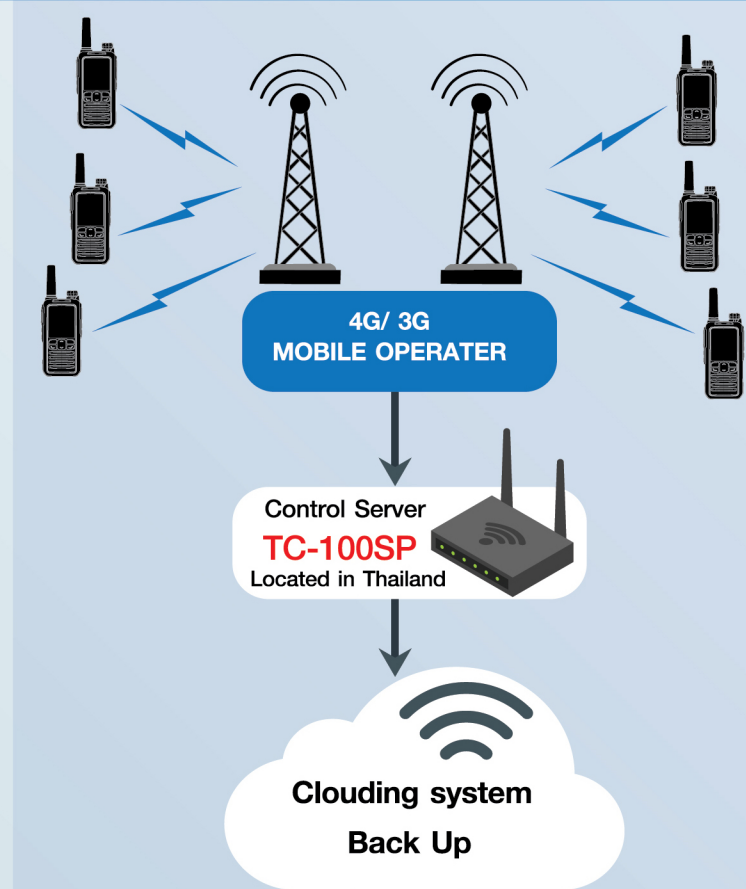 4G/ 3G
MOBILE OPERATER
Control Server
TC-100SP
Located in Thailand
Clouding system
Back Up